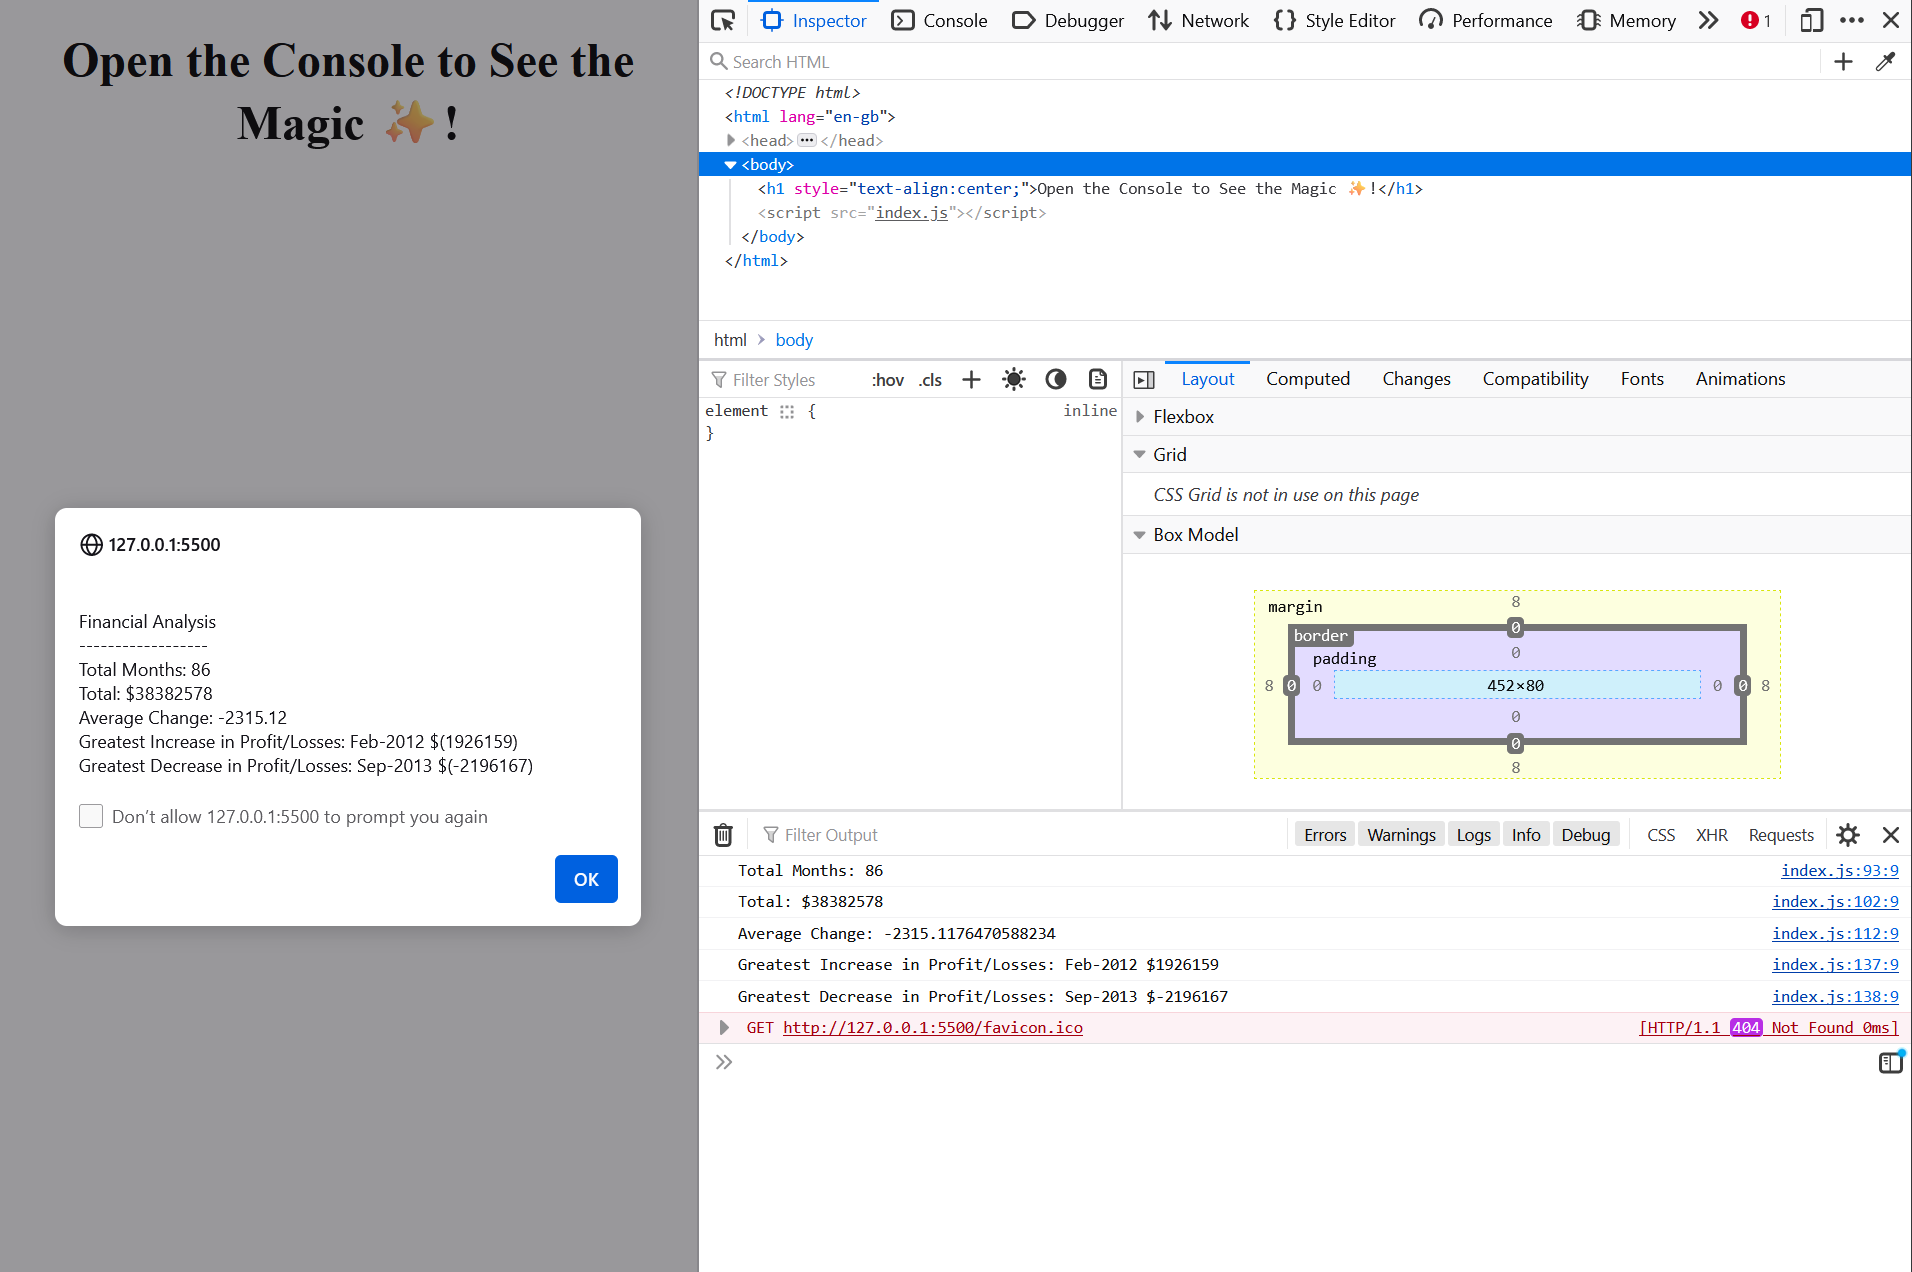 Open the Console to See the
Magic ✨!
127.0.0.1:5500
Financial Analysis
------------------
Total Months: 86
Total: $38382578
Average Change: -2315.12
Greatest Increase in Profit/Losses: Feb-2012 $(1926159)
Greatest Decrease in Profit/Losses: Sep-2013 $(-2196167)
Don't allow 127.0.0.1:5500 to prompt you again
OK
Inspector Console Debugger Network Style Editor Performance Memory 1
Search HTML
<!DOCTYPE html>
<html lang="en-gb">
<head> ••• </head>
<body>
<h1 style="text-align:center;">Open the Console to See the Magic ✨!</h1>
<script src="index.js"></script>
</body>
</html>
html body
Filter Styles :hov .cls
element { inline
}
Layout Computed Changes Compatibility Fonts Animations
Flexbox
Grid
CSS Grid is not in use on this page
Box Model
margin 8
border 0
padding 0
8 0 0 452×80 0 0 8
0
0
8
Filter Output Errors Warnings Logs Info Debug CSS XHR Requests
Total Months: 86 index.js:93:9
Total: $38382578 index.js:102:9
Average Change: -2315.1176470588234 index.js:112:9
Greatest Increase in Profit/Losses: Feb-2012 $1926159 index.js:137:9
Greatest Decrease in Profit/Losses: Sep-2013 $-2196167 index.js:138:9
GET http://127.0.0.1:5500/favicon.ico [HTTP/1.1 404 Not Found 0ms]